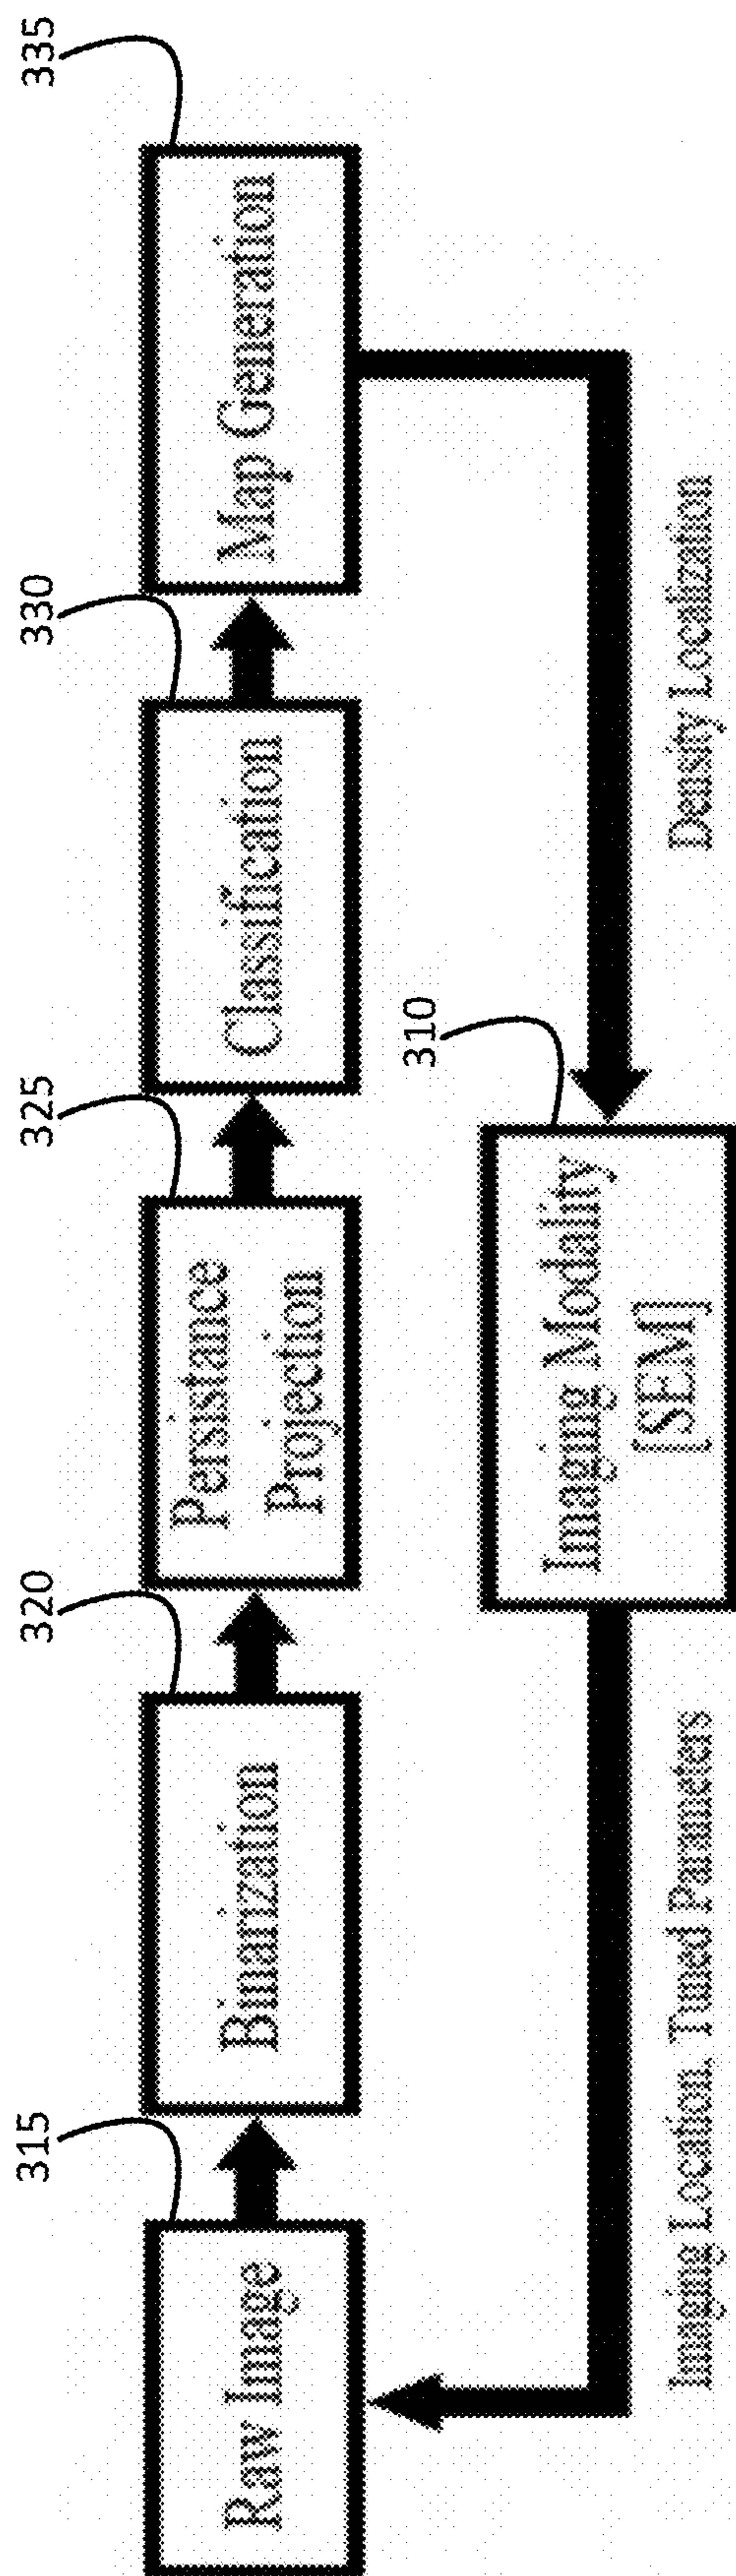 315
320
325
330
335
Raw Image
Binarization
Persistance
Projection
Classification
Map Generation
310
Imaging Modality
[SEM]
Imaging Location, Tuned Parameters
Density Localization